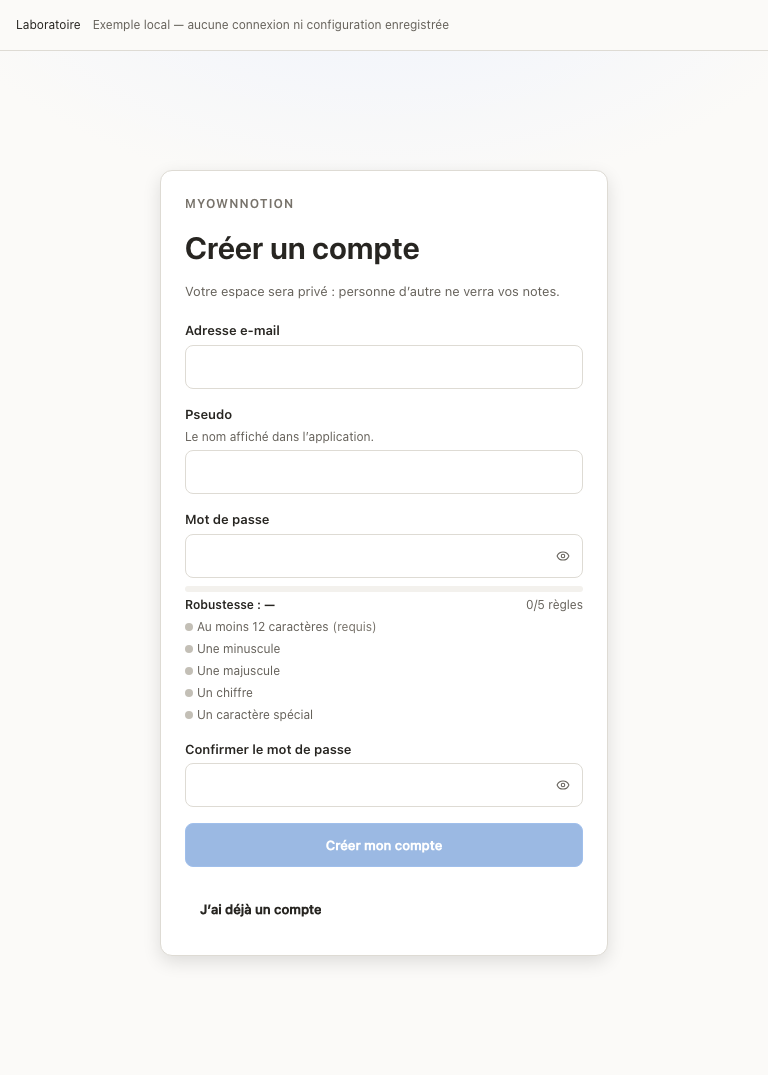 Laboratoire Exemple local — aucune connexion ni configuration enregistrée
MYOWNNOTION
Créer un compte
Votre espace sera privé : personne d’autre ne verra vos notes.
Adresse e-mail
Pseudo
Le nom affiché dans l’application.
Mot de passe
Robustesse : — 0/5 règles
Au moins 12 caractères (requis)
Une minuscule
Une majuscule
Un chiffre
Un caractère spécial
Confirmer le mot de passe
Créer mon compte
J’ai déjà un compte